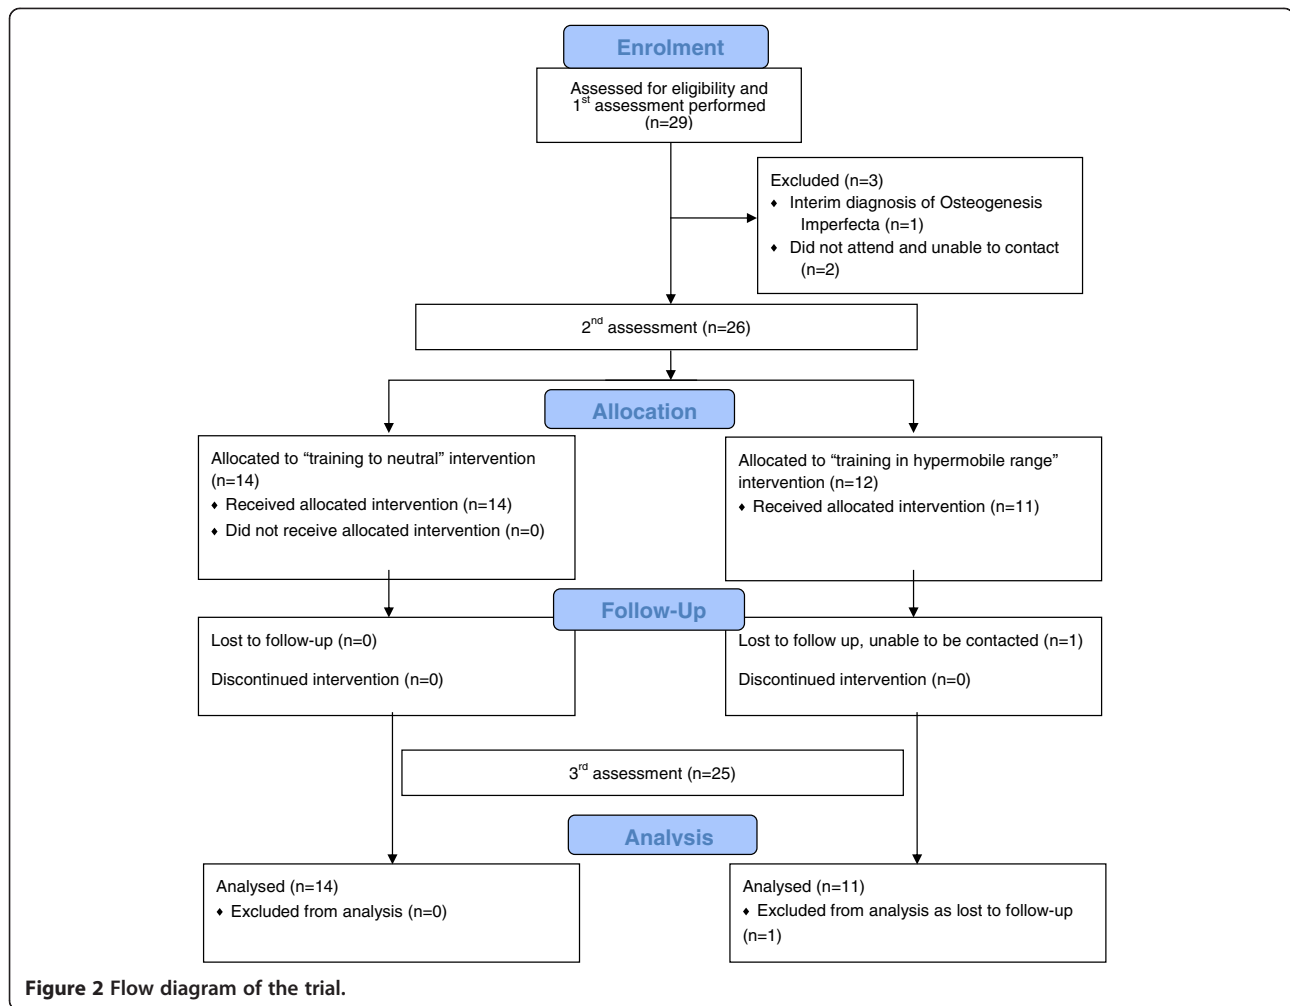 Enrolment
Assessed for eligibility and
1st assessment performed
(n=29)
Excluded (n=3)
♦ Interim diagnosis of Osteogenesis
Imperfecta (n=1)
♦ Did not attend and unable to contact
(n=2)
2nd assessment (n=26)
Allocation
Allocated to “training to neutral” intervention
(n=14)
♦ Received allocated intervention (n=14)
♦ Did not receive allocated intervention (n=0)
Allocated to “training in hypermobile range”
intervention (n=12)
♦ Received allocated intervention (n=11)
Follow-Up
Lost to follow-up (n=0)
Discontinued intervention (n=0)
Lost to follow up, unable to be contacted (n=1)
Discontinued intervention (n=0)
3rd assessment (n=25)
Analysis
Analysed (n=14)
♦ Excluded from analysis (n=0)
Analysed (n=11)
♦ Excluded from analysis as lost to follow-up
(n=1)
Figure 2 Flow diagram of the trial.